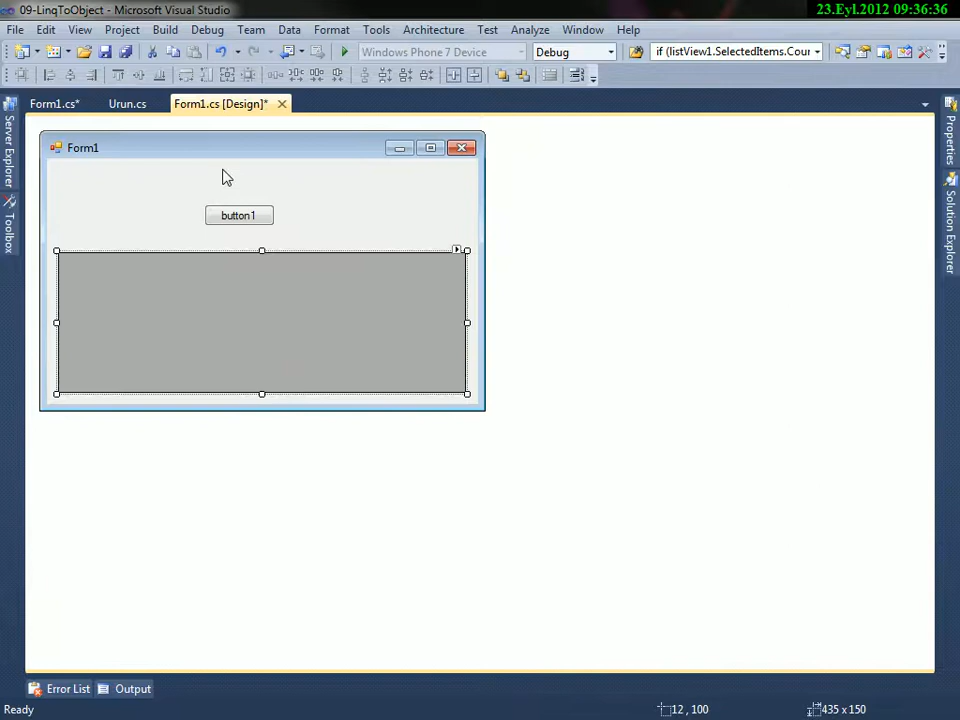 09-LinqToObject - Microsoft Visual Studio
23.Eyl.2012 09:36:36
File Edit View Project Build Debug Team Data Format Tools Architecture Test Analyze Window Help
Windows Phone 7 Device Debug if (listView1.SelectedItems.Cour
Form1.cs* Urun.cs Form1.cs [Design]*
Server Explorer
Toolbox
Form1
button1
Properties
Solution Explorer
Error List Output
Ready 12 , 100 435 x 150